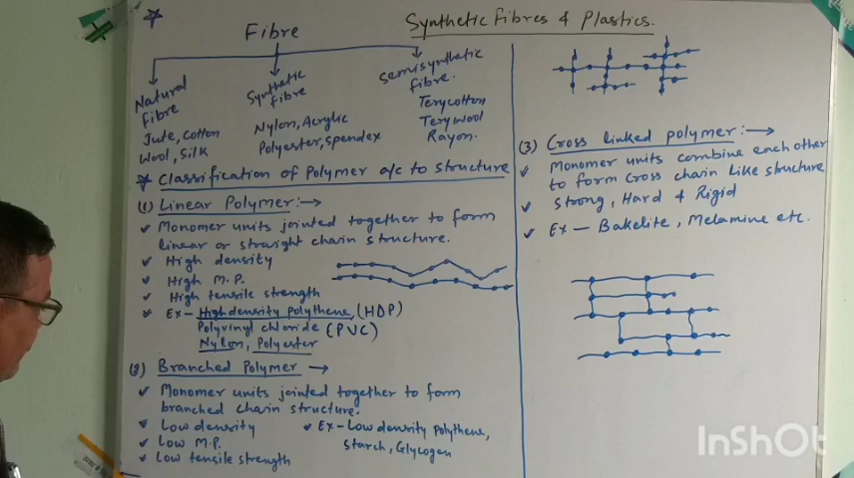 Synthetic Fibres & Plastics.
Fibre
Natural
Fibre
Jute, Cotton
Wool, Silk
Synthetic
Fibre
Nylon, Acrylic
Polyester, Spendex
Semisynthetic
fibre.
Terycotton
Terywool
Rayon.
* Classification of Polymer a/c to structure
(1) Linear Polymer:→
✓ Monomer units jointed together to form
linear or straight chain structure.
✓ High density
✓ High M.P.
✓ High tensile strength
✓ Ex - High density polythene, (HDP)
Polyvinyl chloride (PVC)
Nylon, Polyester
(2) Branched Polymer →
✓ Monomer units jointed together to form
branched chain structure.
✓ Low density
✓ Low M.P.
✓ Low tensile strength
✓ Ex - Low density polythene,
starch, Glycogen
(3) Cross linked polymer:→
✓ Monomer units combine each other
to form cross chain like structure
✓ Strong, Hard & Rigid
✓ Ex - Bakelite, Melamine etc.
InShOt